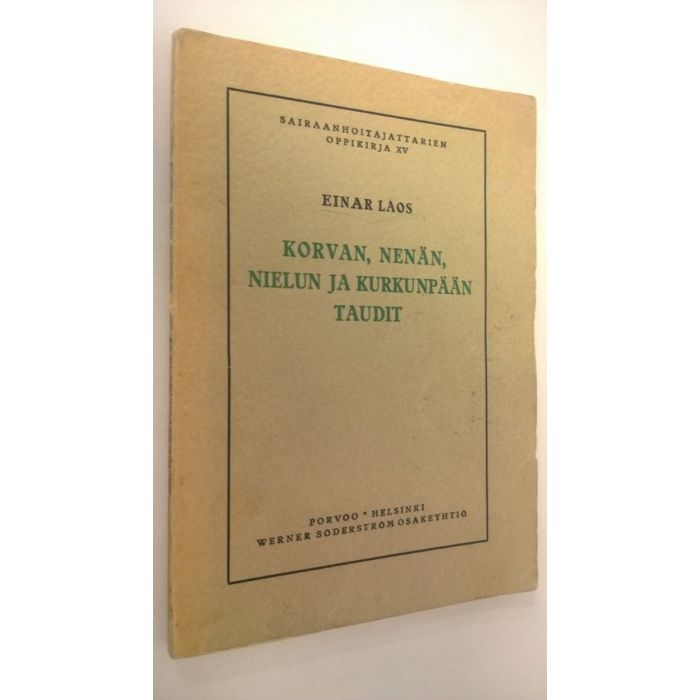 SAIRAANHOITAJATTARIEN
OPPIKIRJA XV
EINAR LAOS
KORVAN, NENÄN,
NIELUN JA KURKUNPÄÄN
TAUDIT
PORVOO * HELSINKI
WERNER SÖDERSTRÖM OSAKEYHTIÖ